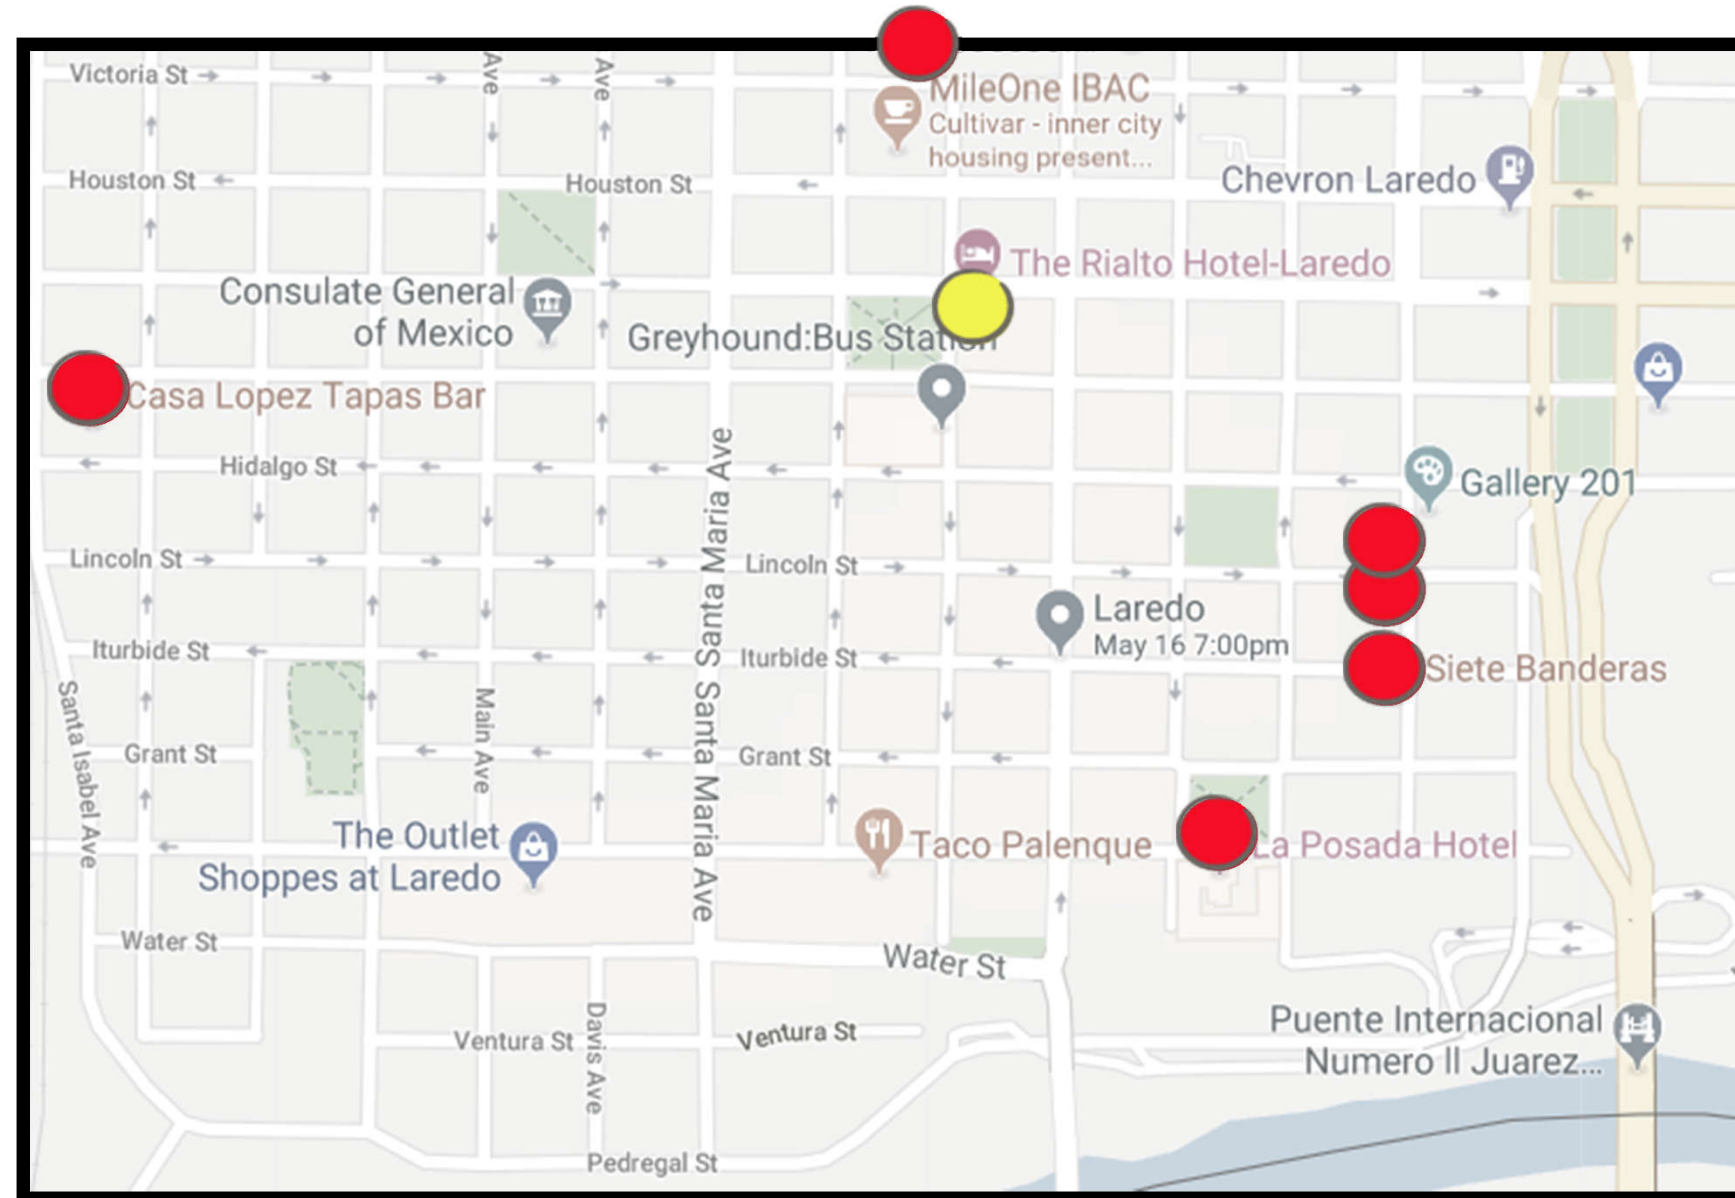 Ave
Ave
Victoria St
MileOne IBAC
Cultivar - inner city
housing present...
Houston St
Houston St
Chevron Laredo
The Rialto Hotel-Laredo
Consulate General
of Mexico
Greyhound:Bus Station
Casa Lopez Tapas Bar
Hidalgo St
Gallery 201
Santa Maria Ave
Lincoln St
Lincoln St
Laredo
May 16 7:00pm
Iturbide St
Iturbide St
Siete Banderas
Santa Isabel Ave
Main Ave
Santa Maria Ave
Grant St
Grant St
The Outlet
Shoppes at Laredo
Taco Palenque
La Posada Hotel
Water St
Water St
Puente Internacional
Numero II Juarez...
Ventura St
Davis Ave
Ventura St
Pedregal St